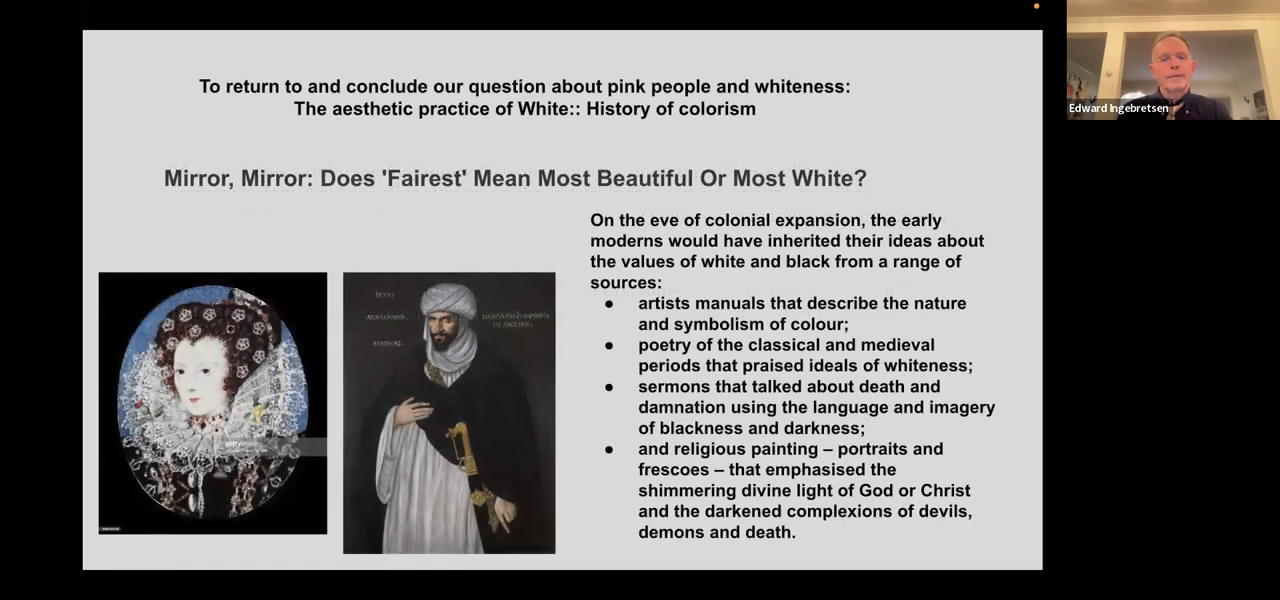 To return to and conclude our question about pink people and whiteness:
The aesthetic practice of White:: History of colorism
Mirror, Mirror: Does 'Fairest' Mean Most Beautiful Or Most White?
On the eve of colonial expansion, the early
moderns would have inherited their ideas about
the values of white and black from a range of
sources:
● artists manuals that describe the nature
and symbolism of colour;
● poetry of the classical and medieval
periods that praised ideals of whiteness;
● sermons that talked about death and
damnation using the language and imagery
of blackness and darkness;
● and religious painting – portraits and
frescoes – that emphasised the
shimmering divine light of God or Christ
and the darkened complexions of devils,
demons and death.
Edward Ingebretsen